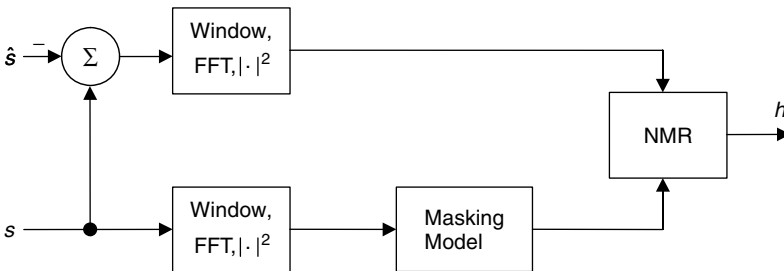 Window,
FFT,|·|²
ŝ
−
Σ
NMR
h
s
Window,
FFT,|·|²
Masking
Model